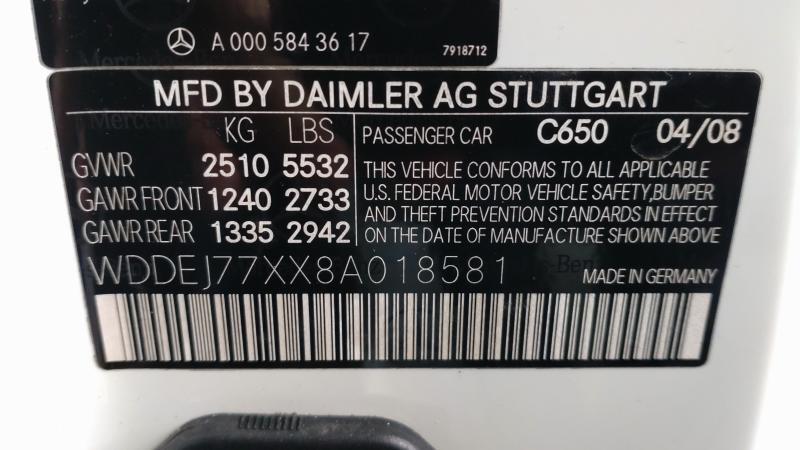 A 000 584 36 17
7918712
MFD BY DAIMLER AG STUTTGART
KG LBS
GVWR 2510 5532
GAWR FRONT 1240 2733
GAWR REAR 1335 2942
PASSENGER CAR C650 04/08
THIS VEHICLE CONFORMS TO ALL APPLICABLE
U.S. FEDERAL MOTOR VEHICLE SAFETY,BUMPER
AND THEFT PREVENTION STANDARDS IN EFFECT
ON THE DATE OF MANUFACTURE SHOWN ABOVE
WDDEJ77XX8A018581
MADE IN GERMANY